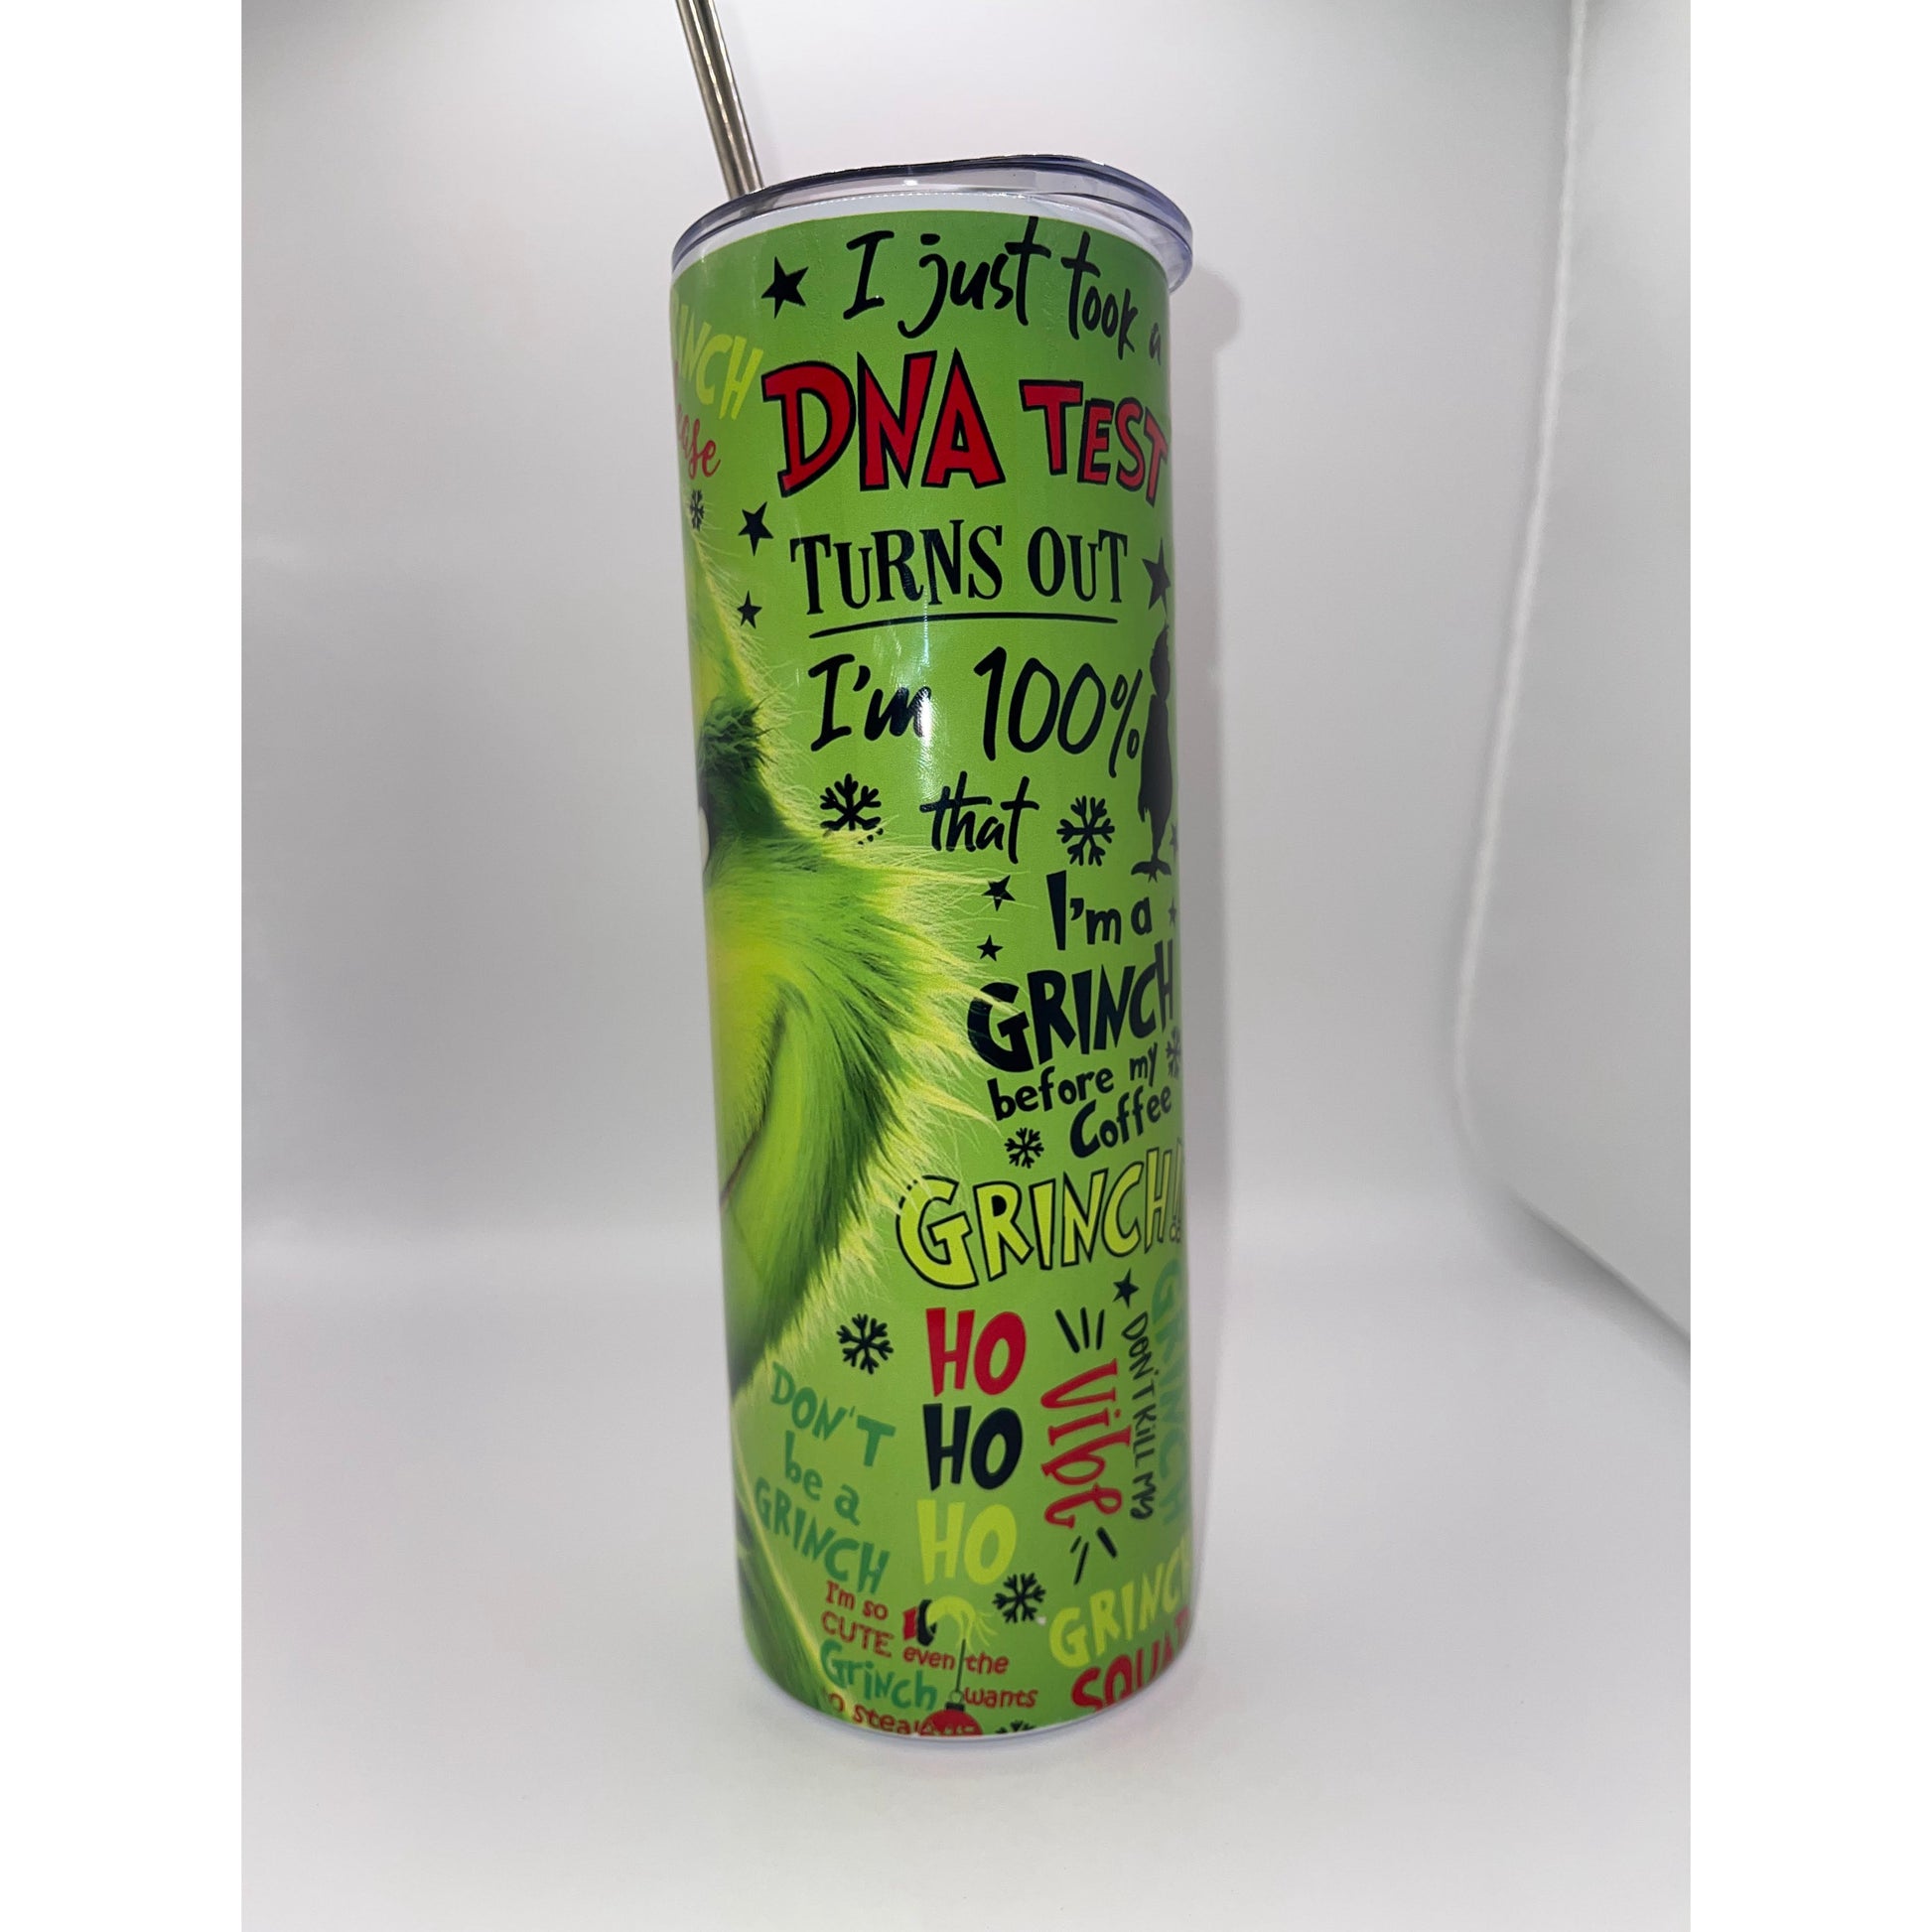 I just took a
DNA TEST
TURNS OUT
I'm 100%
that
I'm a
GRINCH
before my
Coffee
GRINCH!!
HO
HO
HO
Vibe
DON'T KILL MY
GRINCH
DON'T
be a
GRINCH
I'm so
CUTE even the
Grinch wants
GRINCH